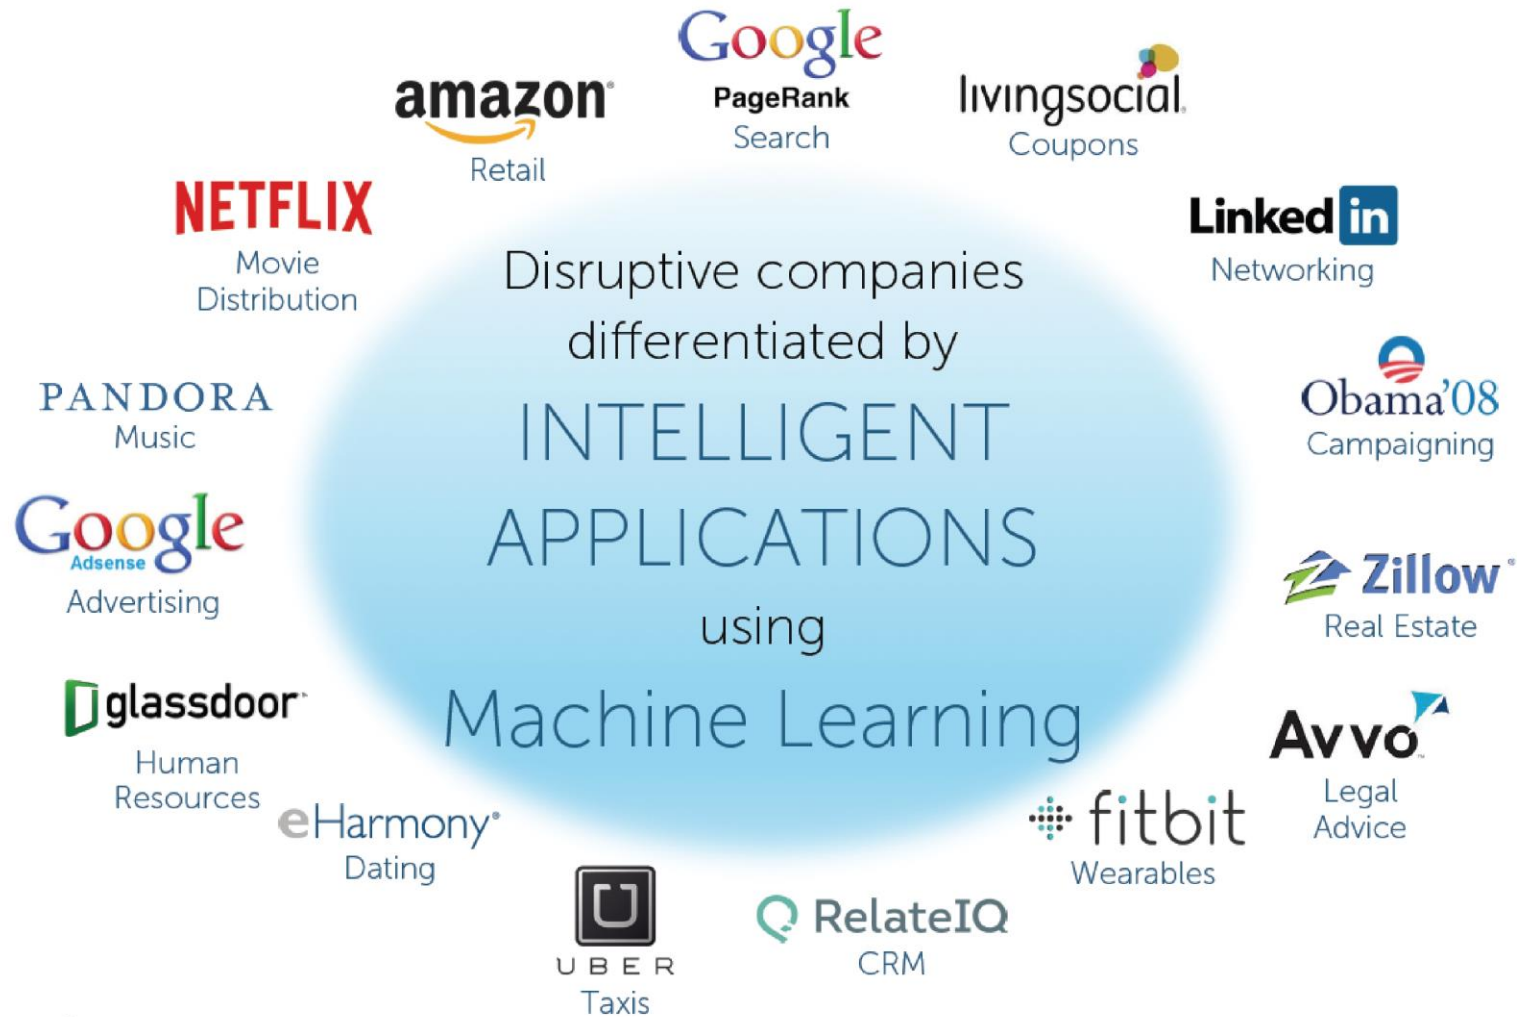 Google
PageRank
Search
amazon
Retail
livingsocial
Coupons
NETFLIX
Movie
Distribution
Linked in
Networking
PANDORA
Music
Obama'08
Campaigning
Google
Adsense
Advertising
Zillow
Real Estate
glassdoor
Human
Resources
Avvo
Legal
Advice
eHarmony
Dating
fitbit
Wearables
UBER
Taxis
RelateIQ
CRM
Disruptive companies
differentiated by
INTELLIGENT
APPLICATIONS
using
Machine Learning